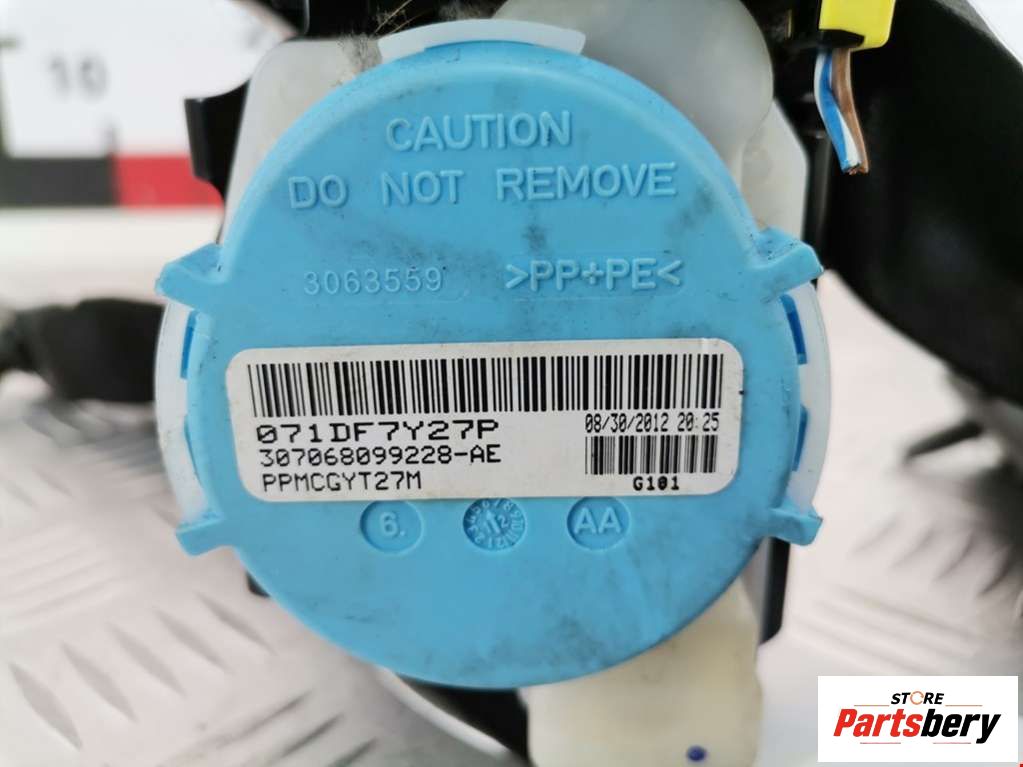 10
CAUTION
DO NOT REMOVE
3063559 >PP+PE<
071DF7Y27P
08/30/2012 20:25
307068099228-AE
PPMCGYT27M
G101
6. 12 AA
STORE
Partsbery